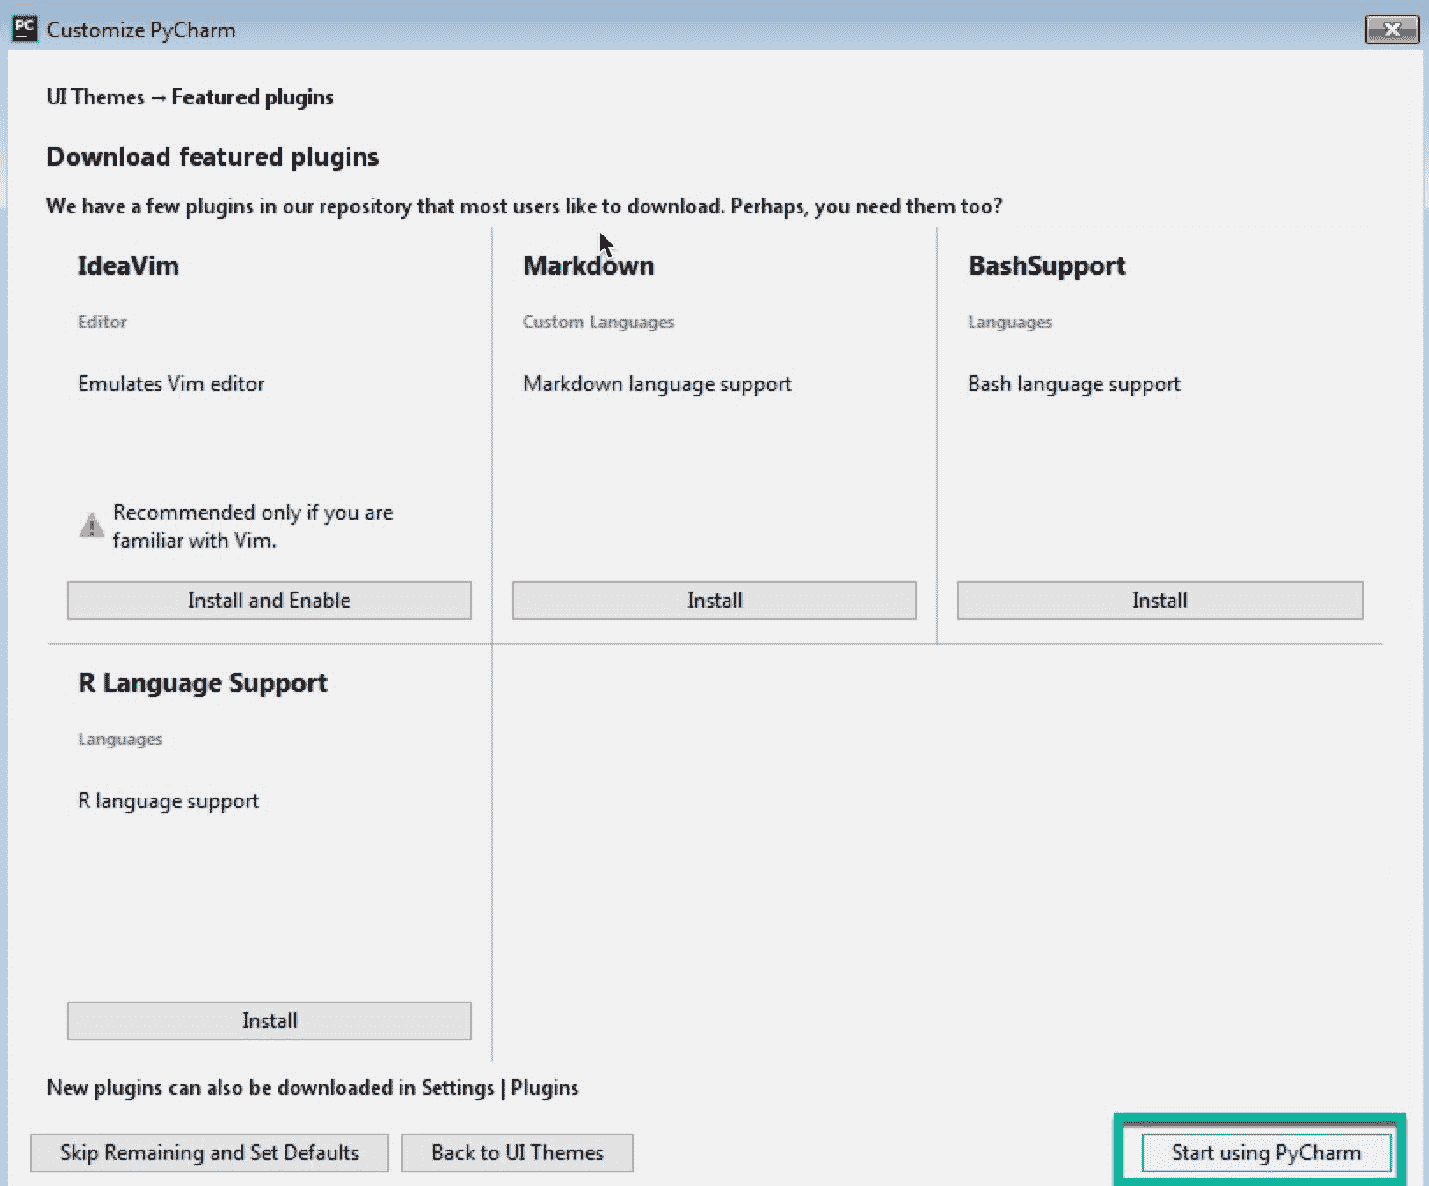 PC
Customize PyCharm
UI Themes → Featured plugins
Download featured plugins
We have a few plugins in our repository that most users like to download. Perhaps, you need them too?
IdeaVim
Editor
Emulates Vim editor
Recommended only if you are
familiar with Vim.
Install and Enable
Markdown
Custom Languages
Markdown language support
Install
BashSupport
Languages
Bash language support
Install
R Language Support
Languages
R language support
Install
New plugins can also be downloaded in Settings | Plugins
Skip Remaining and Set Defaults
Back to UI Themes
Start using PyCharm